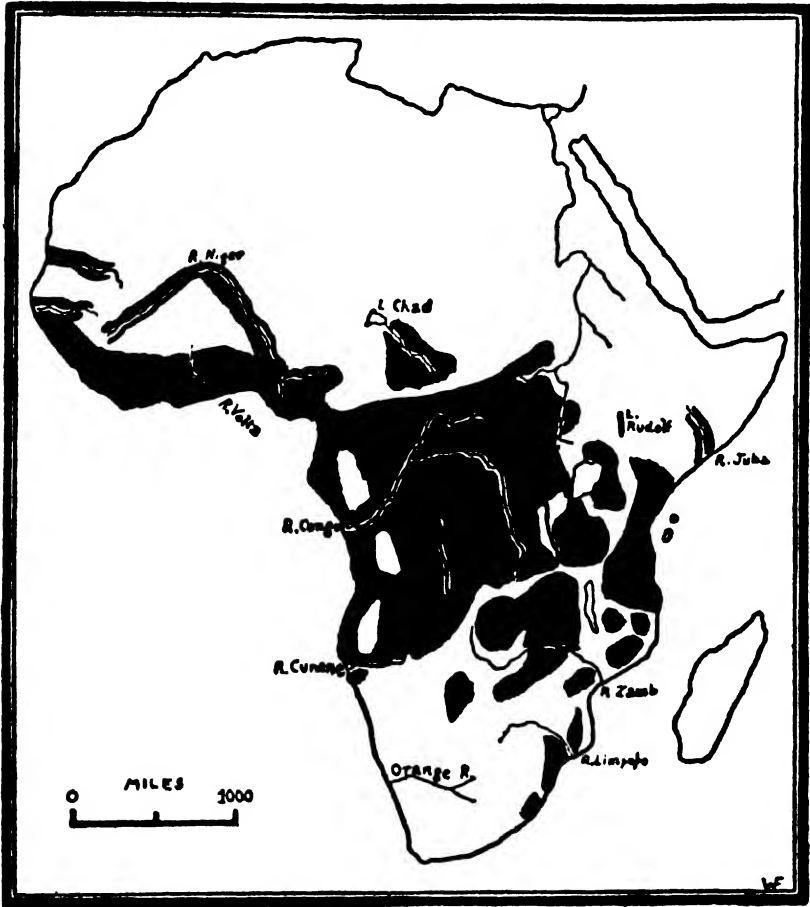 R. Niger
L. Chad
R. Volta
L.
Rudolf
R. Juba
R. Congo
R. Cunene
R. Zamb
R. Limpopo
Orange R.
MILES
0 1000